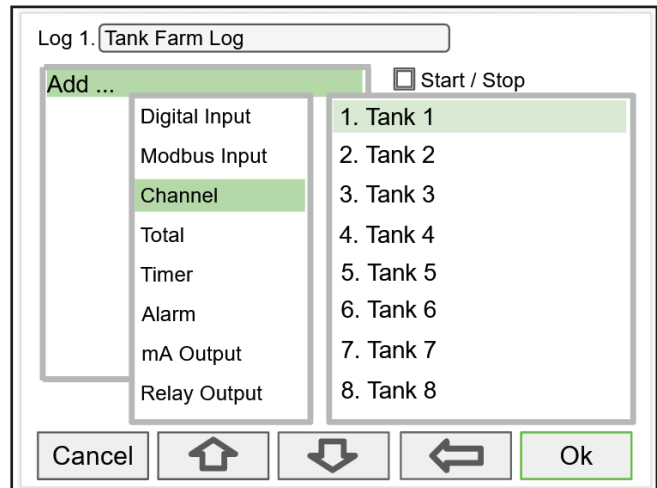 Log 1. Tank Farm Log
Add ...
Start / Stop
Digital Input
Modbus Input
Channel
Total
Timer
Alarm
mA Output
Relay Output
1. Tank 1
2. Tank 2
3. Tank 3
4. Tank 4
5. Tank 5
6. Tank 6
7. Tank 7
8. Tank 8
Cancel
Ok